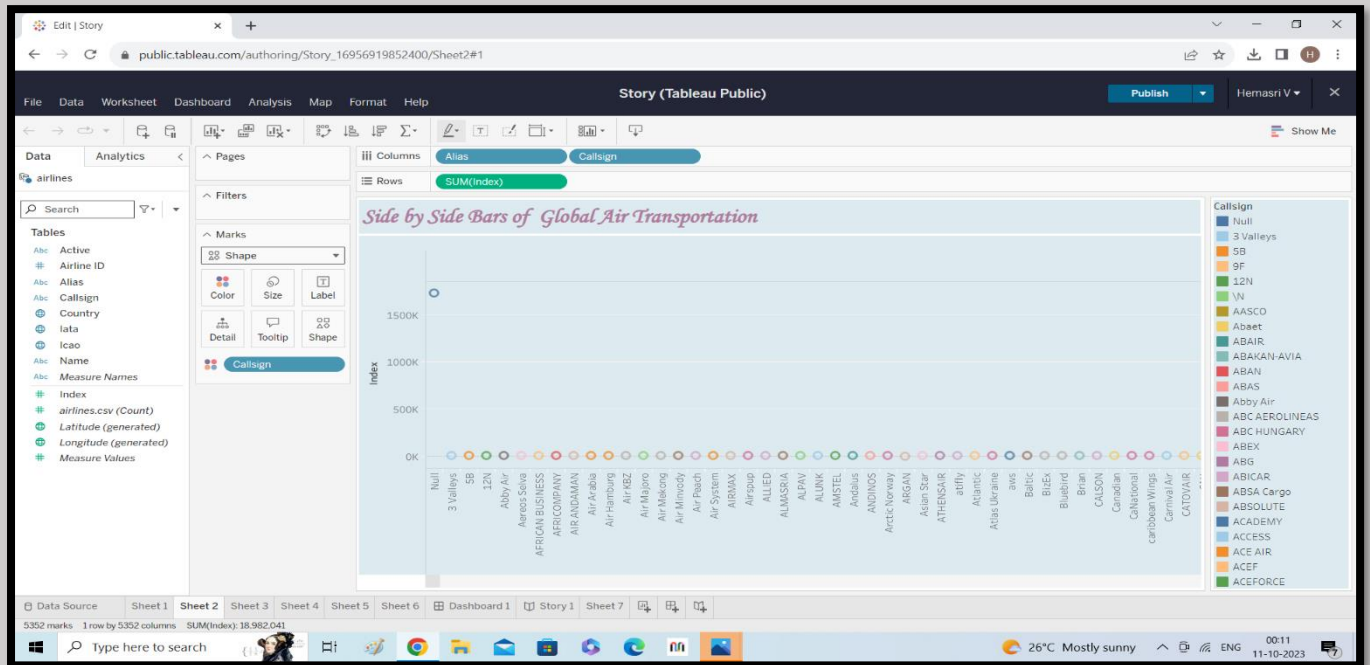 Edit | Story
public.tableau.com/authoring/Story_16956919852400/Sheet2#1
H
File Data Worksheet Dashboard Analysis Map Format Help
Story (Tableau Public)
Publish
Hemasri V
Show Me
Data Analytics
airlines
Search
Tables
Abc Active
# Airline ID
Abc Alias
Abc Callsign
Country
Iata
Icao
Abc Name
Abc Measure Names
# Index
# airlines.csv (Count)
Latitude (generated)
Longitude (generated)
# Measure Values
Pages
Filters
Marks
Shape
Color Size Label
Detail Tooltip Shape
Callsign
iii Columns Alias Callsign
Rows SUM(Index)
Side by Side Bars of Global Air Transportation
Index
1500K
1000K
500K
0K
Null
3 Valleys
5B
12N
Abby Air
Aereos Selva
AFRICAN BUSINESS
AFRICOMPANY
AIR ANDAMAN
Air Arabia
Air Hamburg
Air KBZ
Air Majoro
Air Mekong
Air Minvody
Air Poach
Air System
AIRMAX
Airspup
ALLIED
ALMASRIA
ALPAV
ALUNK
AMSTEL
Andalus
ANDINOS
Arctic Norway
ARGAN
Asian Star
ATHENSAIR
atifly
Atlantic
Atlas Ukraine
aws
Baltic
BizEx
Bluebird
Brian
CALSON
Canadian
CaNational
caribbean Wings
Carnival Air
CATOVAIR
Callsign
Null
3 Valleys
5B
9F
12N
\N
AASCO
Abaet
ABAIR
ABAKAN-AVIA
ABAN
ABAS
Abby Air
ABC AEROLINEAS
ABC HUNGARY
ABEX
ABG
ABICAR
ABSA Cargo
ABSOLUTE
ACADEMY
ACCESS
ACE AIR
ACEF
ACEFORCE
Data Source Sheet 1 Sheet 2 Sheet 3 Sheet 4 Sheet 5 Sheet 6 Dashboard 1 Story 1 Sheet 7
5352 marks 1 row by 5352 columns SUM(Index): 18,982,041
Type here to search
26°C Mostly sunny
ENG
00:11
11-10-2023
7